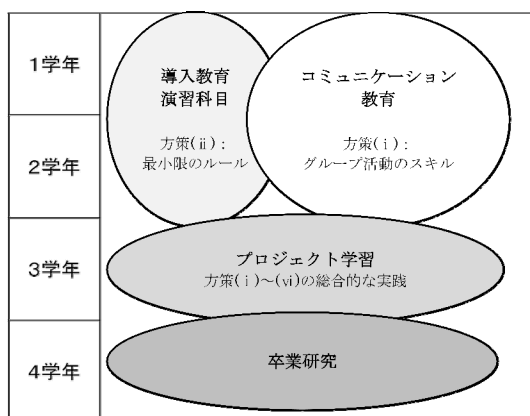 1学年
導入教育
演習科目
方策(ii):
最小限のルール
コミュニケーション
教育
方策(i):
グループ活動のスキル
2学年
3学年
プロジェクト学習
方策(i)～(vi)の総合的な実践
4学年
卒業研究